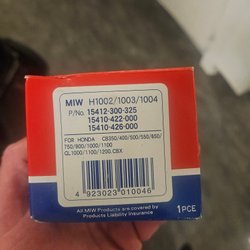 MIW H1002/1003/1004
P/No. 15412-300-325
15410-422-000
15410-426-000
FOR HONDA CB350/400/500/550/650/
750/900/1000/1100
GL1000/1100/1200,CBX
4 923023 010046
All MIW Products are covered by
Products Liability Insurance
1PCE